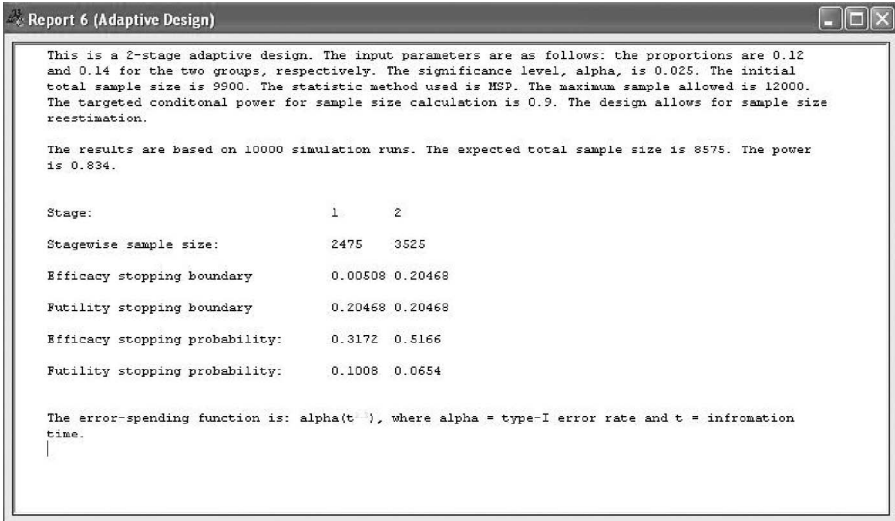 Report 6 (Adaptive Design)
This is a 2-stage adaptive design. The input parameters are as follows: the proportions are 0.12
and 0.14 for the two groups, respectively. The significance level, alpha, is 0.025. The initial
total sample size is 9900. The statistic method used is MSP. The maximum sample allowed is 12000.
The targeted conditonal power for sample size calculation is 0.9. The design allows for sample size
reestimation.
The results are based on 10000 simulation runs. The expected total sample size is 8575. The power
is 0.834.
Stage: 1 2
Stagewise sample size: 2475 3525
Efficacy stopping boundary 0.00508 0.20468
Futility stopping boundary 0.20468 0.20468
Efficacy stopping probability: 0.3172 0.5166
Futility stopping probability: 0.1008 0.0654
The error-spending function is: alpha(t ), where alpha = type-I error rate and t = infromation
time.